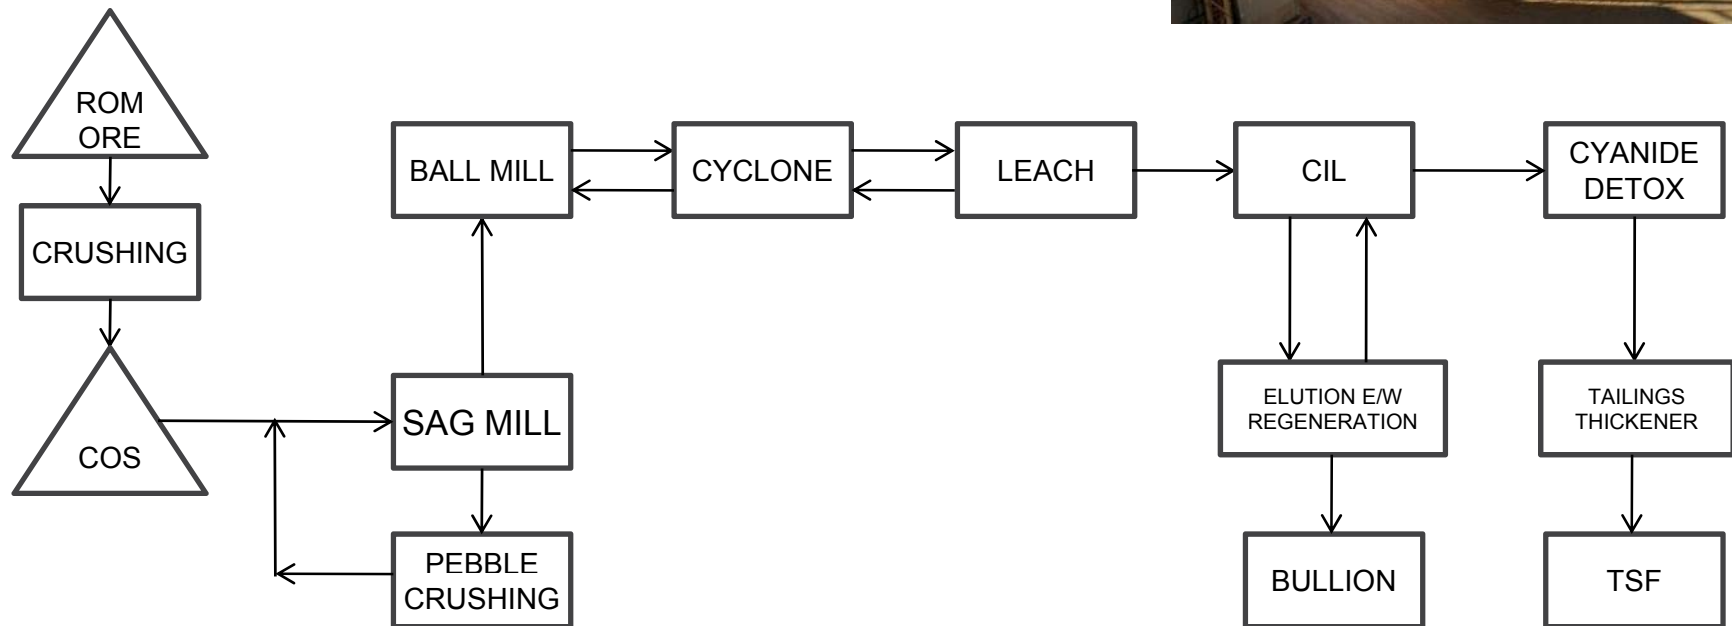 ROM
ORE
CRUSHING
COS
BALL MILL
CYCLONE
LEACH
CIL
CYANIDE
DETOX
SAG MILL
ELUTION E/W
REGENERATION
TAILINGS
THICKENER
PEBBLE
CRUSHING
BULLION
TSF